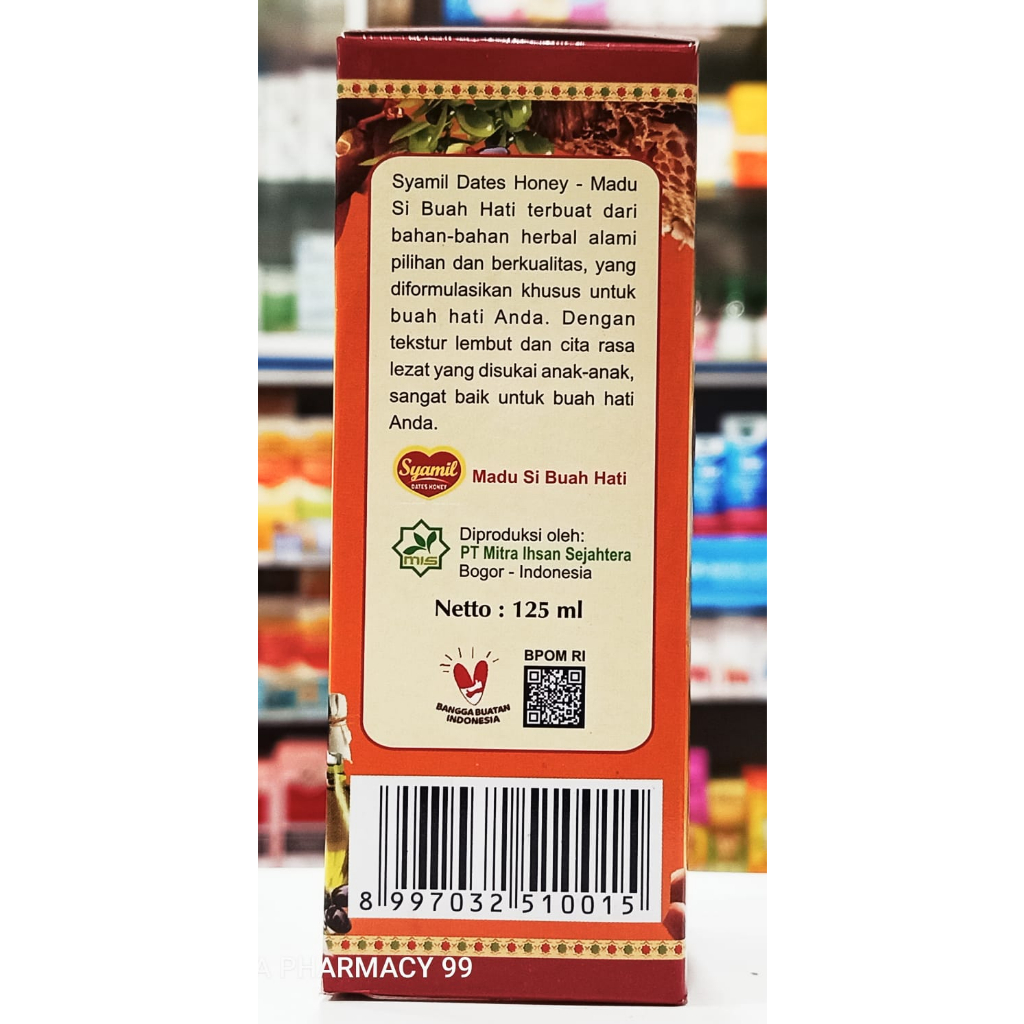 Syamil Dates Honey - Madu
Si Buah Hati terbuat dari
bahan-bahan herbal alami
pilihan dan berkualitas, yang
diformulasikan khusus untuk
buah hati Anda. Dengan
tekstur lembut dan cita rasa
lezat yang disukai anak-anak,
sangat baik untuk buah hati
Anda.
Syamil
DATES HONEY
Madu Si Buah Hati
MIS
Diproduksi oleh:
PT Mitra Ihsan Sejahtera
Bogor - Indonesia
Netto : 125 ml
BANGGA BUATAN
INDONESIA
BPOM RI
8 997032 510015
A PHARMACY 99